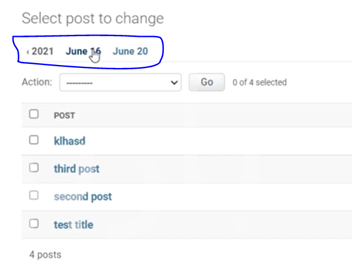 Select post to change
‹ 2021 June 16 June 20
Action: --------- Go 0 of 4 selected
POST
klhasd
third post
second post
test title
4 posts